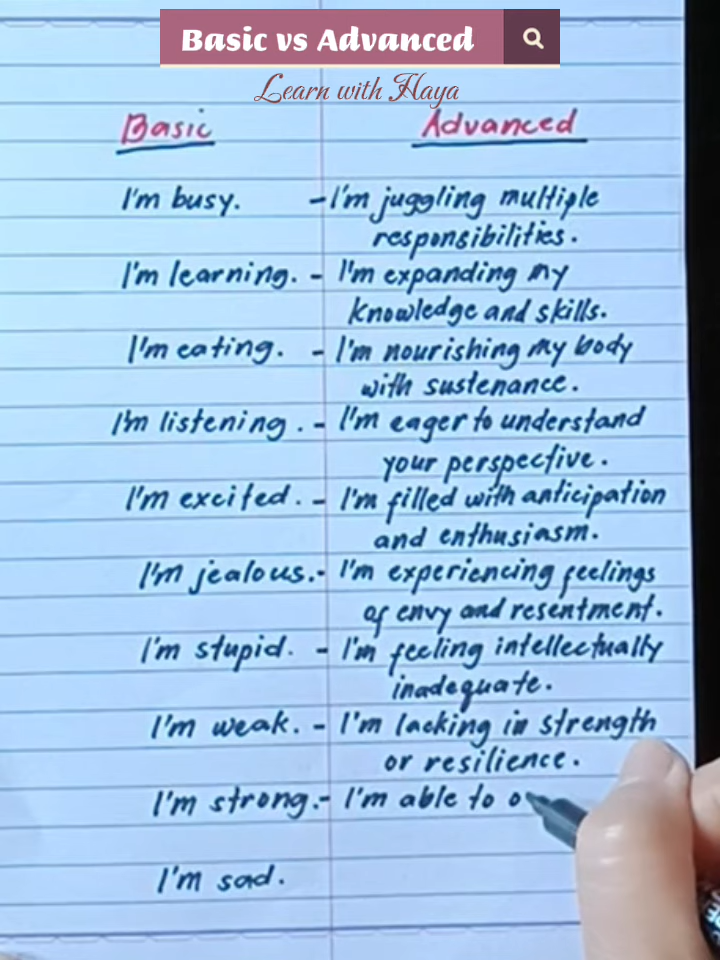 Basic vs Advanced
Learn with Haya
Basic Advanced
I'm busy. - I'm juggling multiple
responsibilities.
I'm learning. - I'm expanding my
knowledge and skills.
I'm eating. - I'm nourishing my body
with sustenance.
I'm listening. - I'm eager to understand
your perspective.
I'm excited. - I'm filled with anticipation
and enthusiasm.
I'm jealous. - I'm experiencing feelings
of envy and resentment.
I'm stupid. - I'm feeling intellectually
inadequate.
I'm weak. - I'm lacking in strength
or resilience.
I'm strong. - I'm able to o
I'm sad.